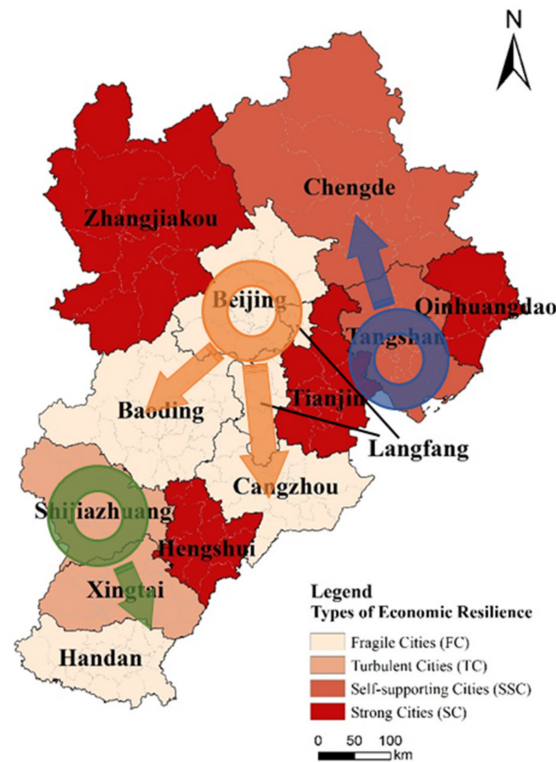 N
Chengde
Zhangjiakou
Beijing
Qinhuangdao
Tangshan
Tianjin
Baoding
Langfang
Cangzhou
Shijiazhuang
Hengshui
Xingtai
Handan
Legend
Types of Economic Resilience
Fragile Cities (FC)
Turbulent Cities (TC)
Self-supporting Cities (SSC)
Strong Cities (SC)
0 50 100
km